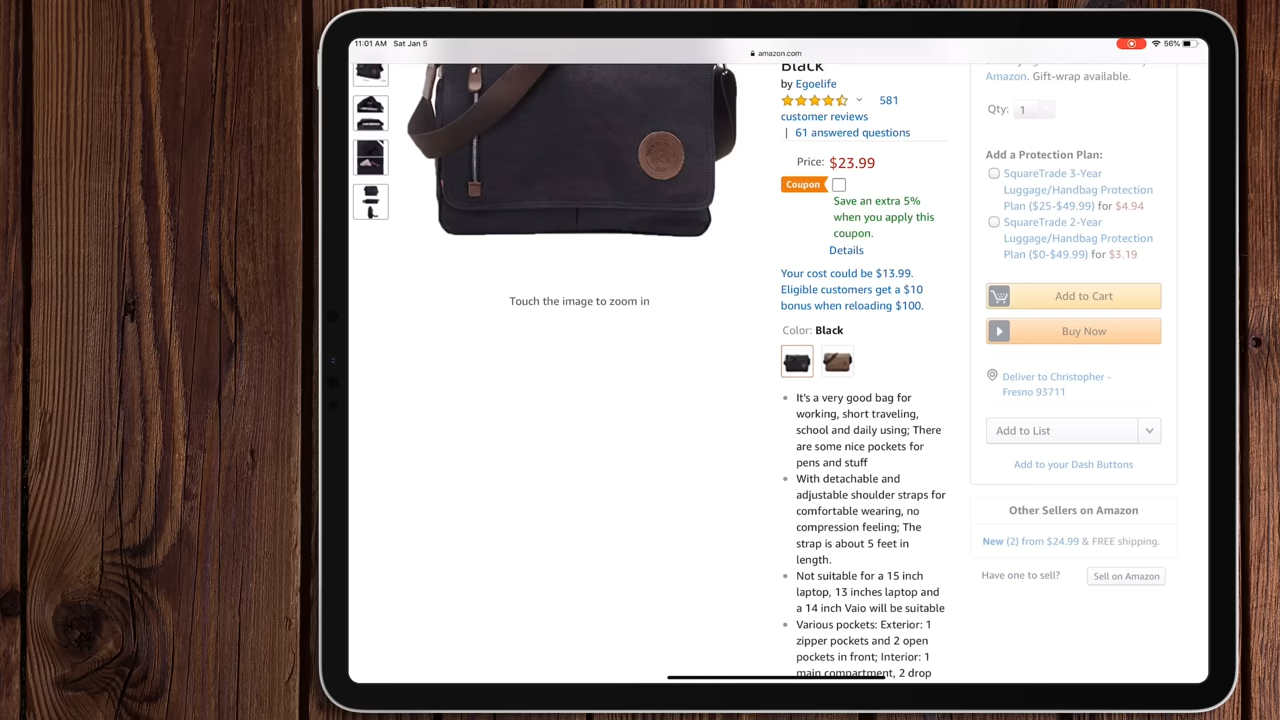 11:01 AM Sat Jan 5
56%
amazon.com
Black
by Egoelife
581
customer reviews
| 61 answered questions
Price: $23.99
Coupon
Save an extra 5%
when you apply this
coupon.
Details
Your cost could be $13.99.
Eligible customers get a $10
bonus when reloading $100.
Color: Black
It's a very good bag for
working, short traveling,
school and daily using; There
are some nice pockets for
pens and stuff
With detachable and
adjustable shoulder straps for
comfortable wearing, no
compression feeling; The
strap is about 5 feet in
length.
Not suitable for a 15 inch
laptop, 13 inches laptop and
a 14 inch Vaio will be suitable
Various pockets: Exterior: 1
zipper pockets and 2 open
pockets in front; Interior: 1
main compartment, 2 drop
Touch the image to zoom in
Amazon. Gift-wrap available.
Qty: 1
Add a Protection Plan:
SquareTrade 3-Year
Luggage/Handbag Protection
Plan ($25-$49.99) for $4.94
SquareTrade 2-Year
Luggage/Handbag Protection
Plan ($0-$49.99) for $3.19
Add to Cart
Buy Now
Deliver to Christopher -
Fresno 93711
Add to List
Add to your Dash Buttons
Other Sellers on Amazon
New (2) from $24.99 & FREE shipping.
Have one to sell?
Sell on Amazon